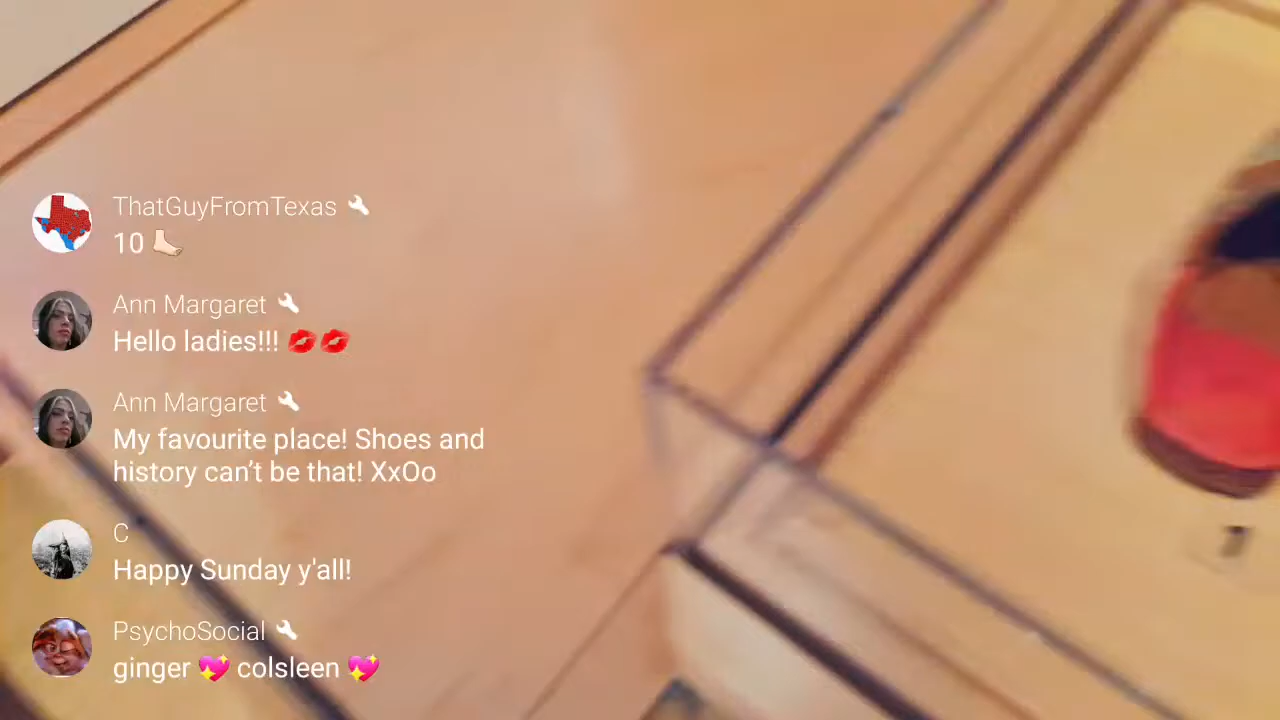 ThatGuyFromTexas
10 🦶🏻
Ann Margaret
Hello ladies!!! 💋💋
Ann Margaret
My favourite place! Shoes and
history can't be that! XxOo
C
Happy Sunday y'all!
PsychoSocial
ginger 💖 colsleen 💖